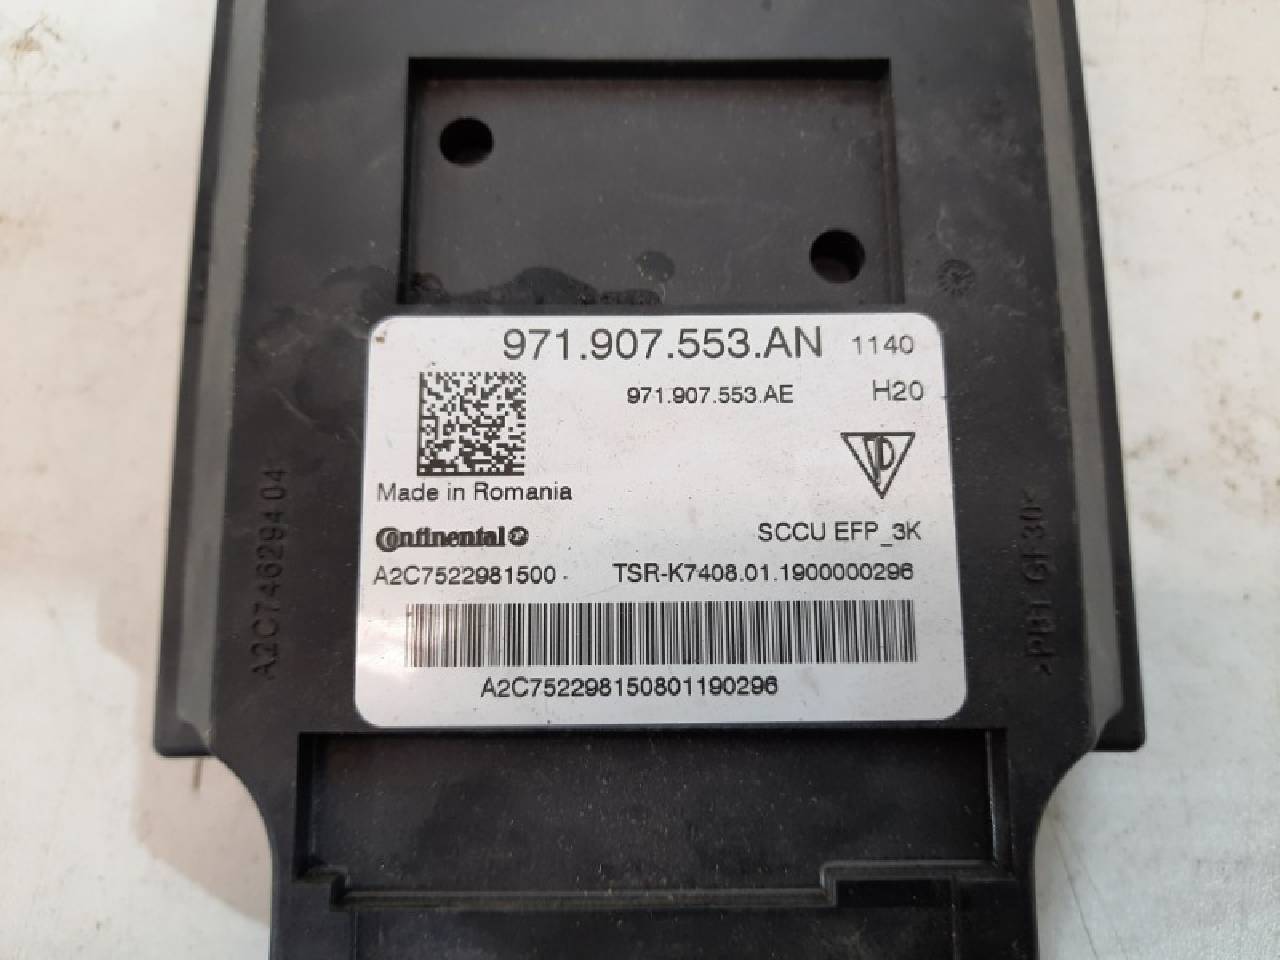 971.907.553.AN 1140
971.907.553.AE H20
Made in Romania
Continental SCCU EFP_3K
A2C7522981500 TSR-K7408.01.1900000296
A2C752298150801190296
A2C74629404
>PBT GF30<